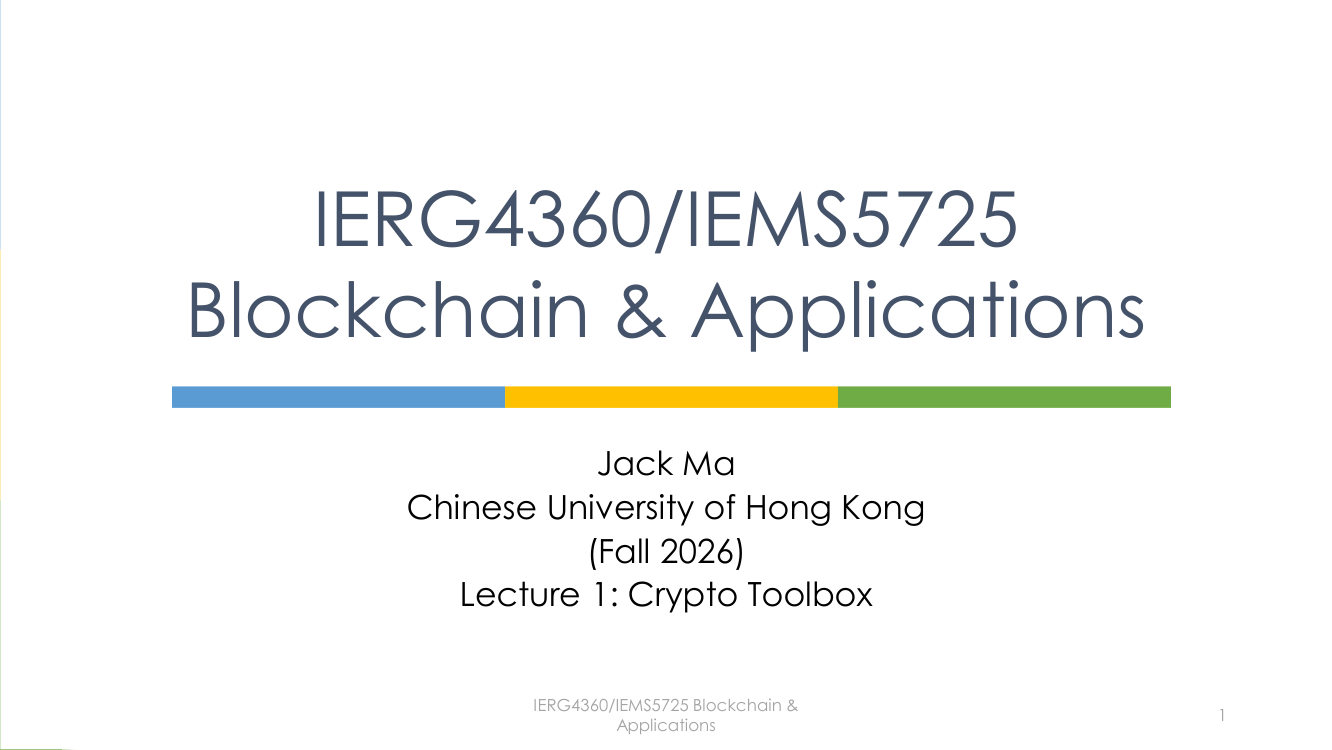 IERG4360/IEMS5725
Blockchain & Applications
Jack Ma
Chinese University of Hong Kong
(Fall 2026)
Lecture 1: Crypto Toolbox
IERG4360/IEMS5725 Blockchain &
Applications
1